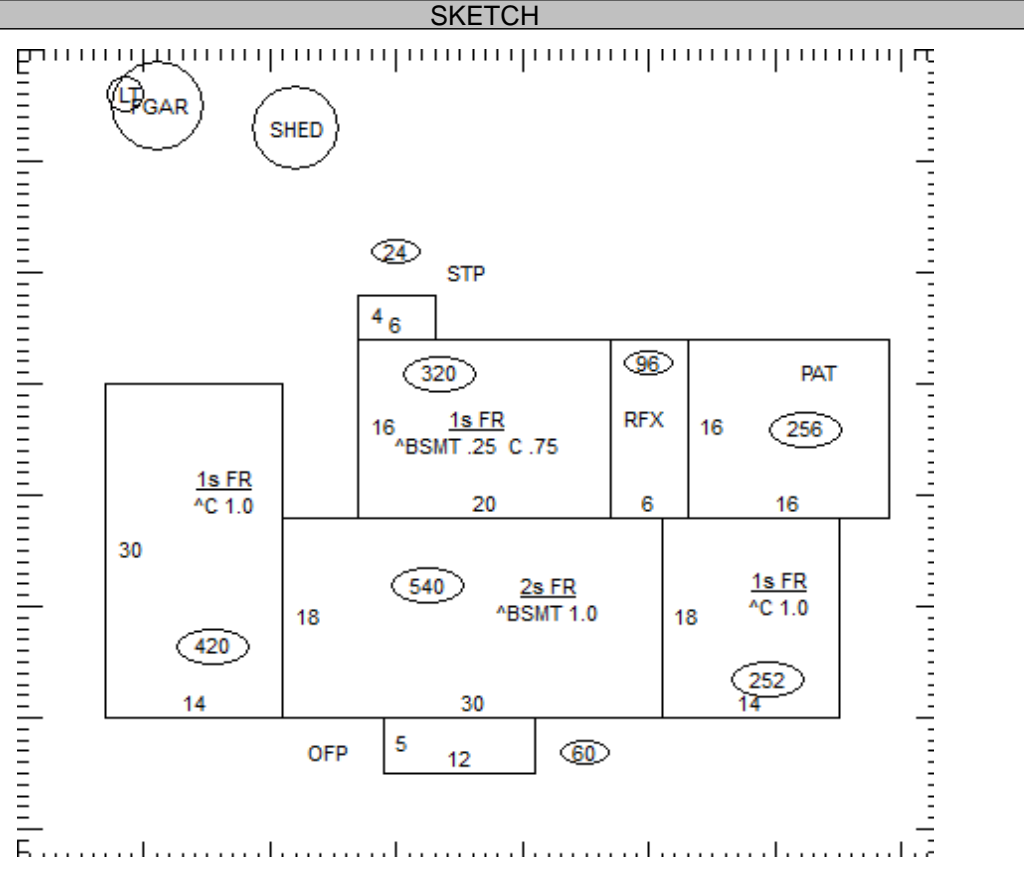 SKETCH
LT
FGAR
SHED
24
STP
4
6
320
96
PAT
16
1s FR
^BSMT .25 C .75
RFX
16
256
1s FR
^C 1.0
20
6
16
30
540
2s FR
^BSMT 1.0
1s FR
^C 1.0
18
18
420
252
14
30
14
OFP
5
12
60